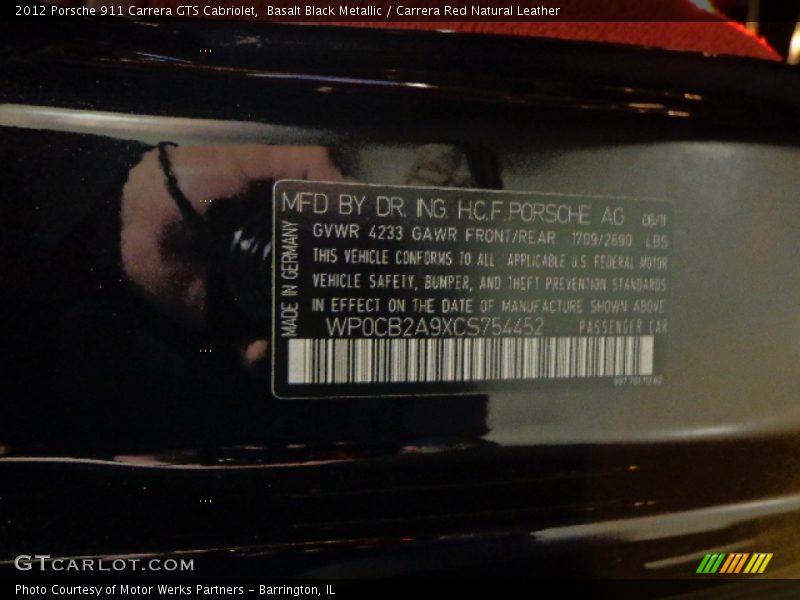 2012 Porsche 911 Carrera GTS Cabriolet,  Basalt Black Metallic / Carrera Red Natural Leather
MFD BY DR. ING. H.C.F.PORSCHE AG 06/11
GVWR 4233 GAWR FRONT/REAR 1709/2690 LBS
THIS VEHICLE CONFORMS TO ALL APPLICABLE U.S FEDERAL MOTOR
VEHICLE SAFETY, BUMPER, AND THEFT PREVENTION STANDARDS
IN EFFECT ON THE DATE OF MANUFACTURE SHOWN ABOVE
WP0CB2A9XCS754452 PASSENGER CAR
MADE IN GERMANY
GTCARLOT.COM
Photo Courtesy of Motor Werks Partners - Barrington, IL